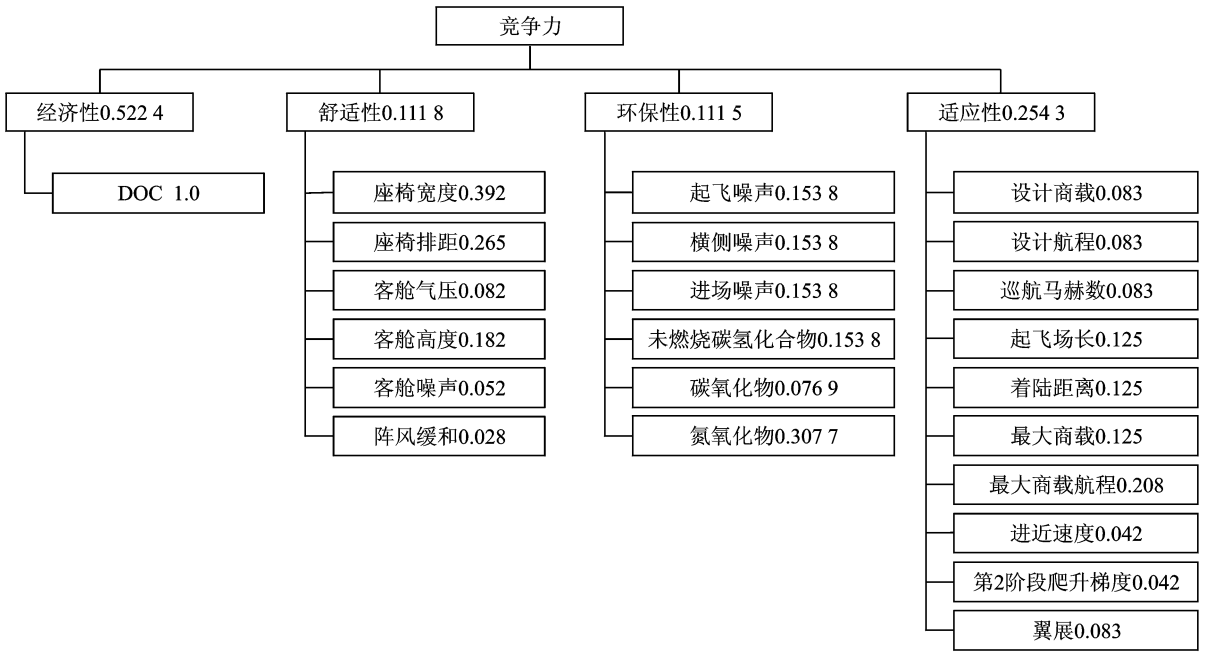 竞争力
经济性0.522 4
DOC 1.0
舒适性0.111 8
座椅宽度0.392
座椅排距0.265
客舱气压0.082
客舱高度0.182
客舱噪声0.052
阵风缓和0.028
环保性0.111 5
起飞噪声0.153 8
横侧噪声0.153 8
进场噪声0.153 8
未燃烧碳氢化合物0.153 8
碳氧化物0.076 9
氮氧化物0.307 7
适应性0.254 3
设计商载0.083
设计航程0.083
巡航马赫数0.083
起飞场长0.125
着陆距离0.125
最大商载0.125
最大商载航程0.208
进近速度0.042
第2阶段爬升梯度0.042
翼展0.083